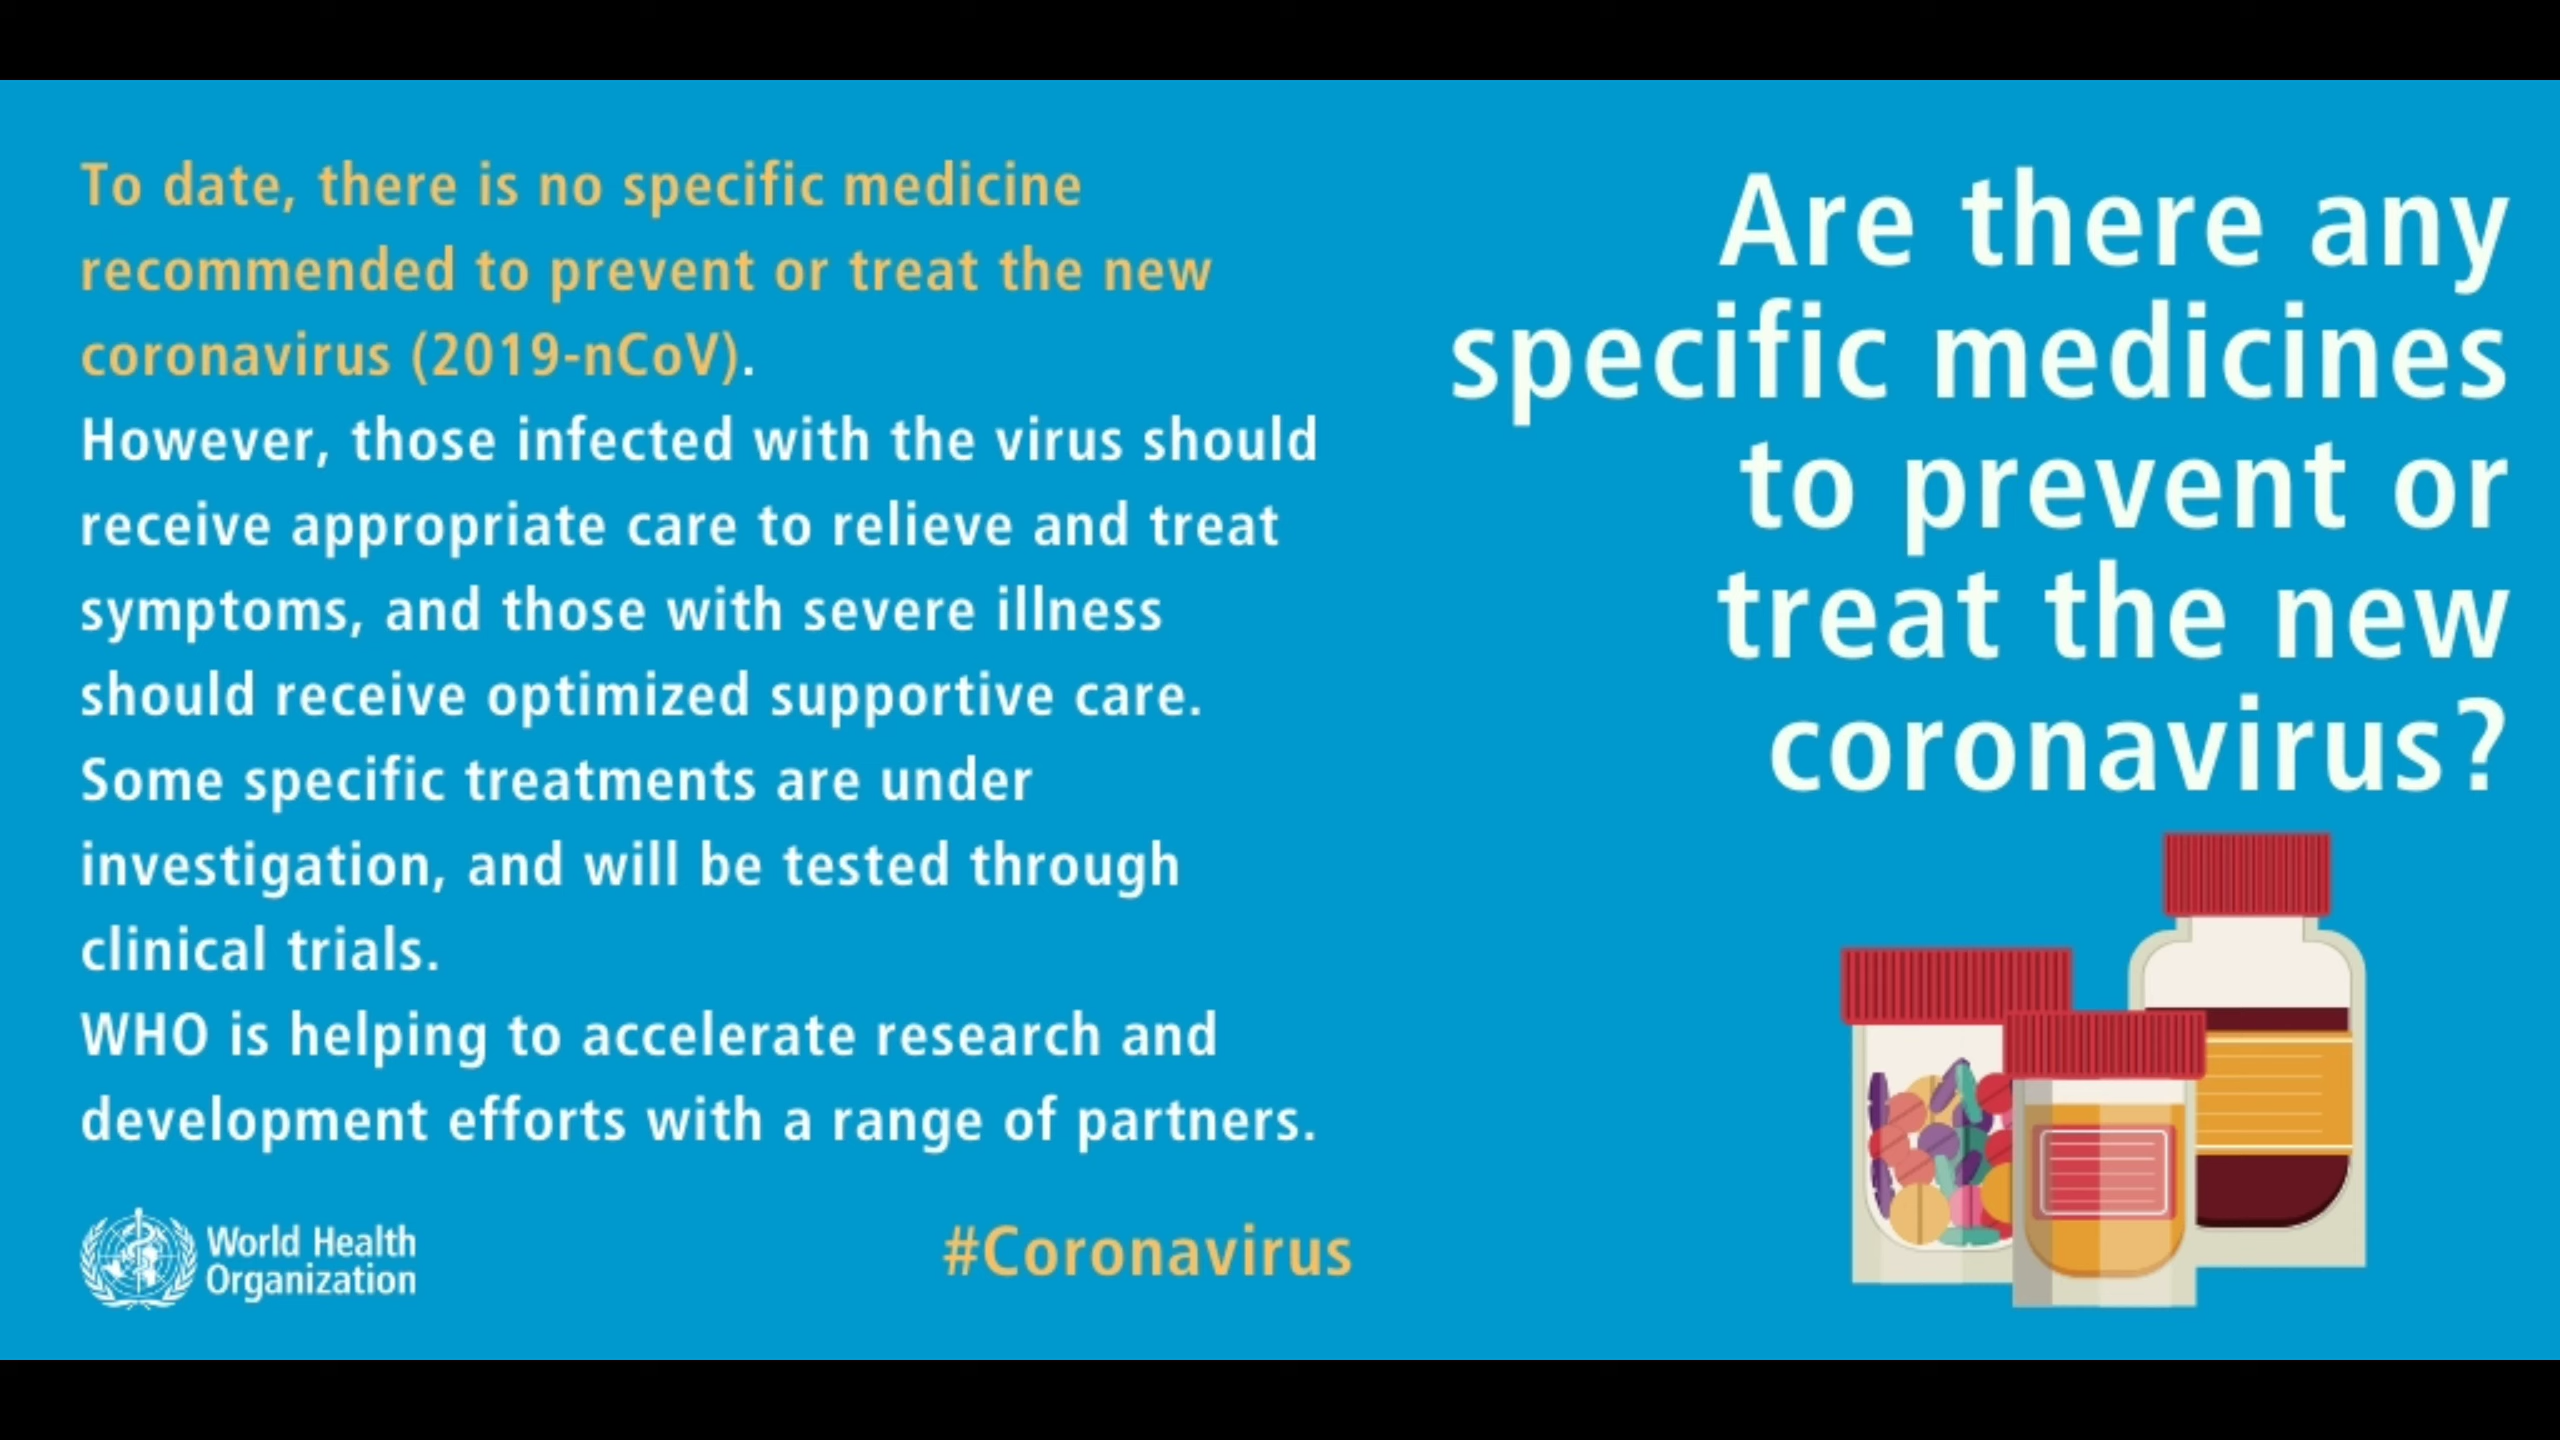 To date, there is no specific medicine
recommended to prevent or treat the new
coronavirus (2019-nCoV).
However, those infected with the virus should
receive appropriate care to relieve and treat
symptoms, and those with severe illness
should receive optimized supportive care.
Some specific treatments are under
investigation, and will be tested through
clinical trials.
WHO is helping to accelerate research and
development efforts with a range of partners.
World Health
Organization
#Coronavirus
Are there any
specific medicines
to prevent or
treat the new
coronavirus?